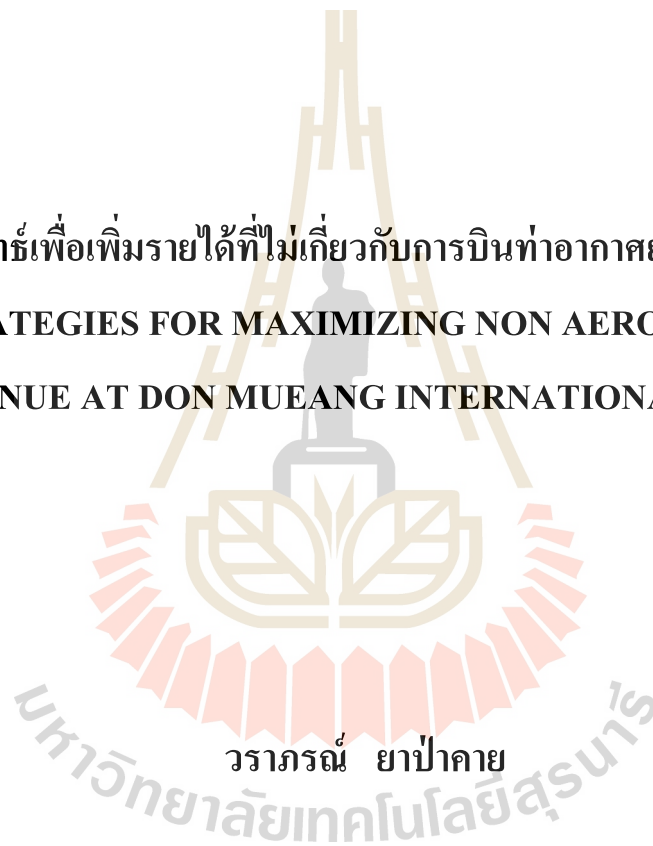 ธ์เพื่อเพิ่มรายได้ที่ไม่เกี่ยวกับการบินท่าอากาศย
ATEGIES FOR MAXIMIZING NON AERO
NUE AT DON MUEANG INTERNATIONA
วราภรณ์ ยาป่าคาย
มหาวิทยาลัยเทคโนโลยีสุรนารี